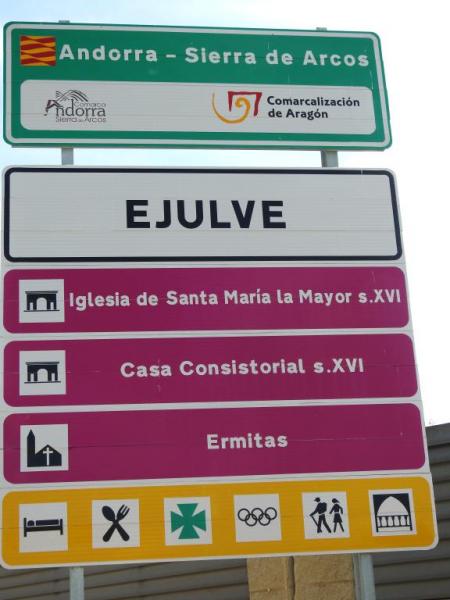 Andorra – Sierra de Arcos
Comarca
Andorra
Sierra de Arcos
Comarcalización
de Aragón
EJULVE
Iglesia de Santa María la Mayor s.XVI
Casa Consistorial s.XVI
Ermitas